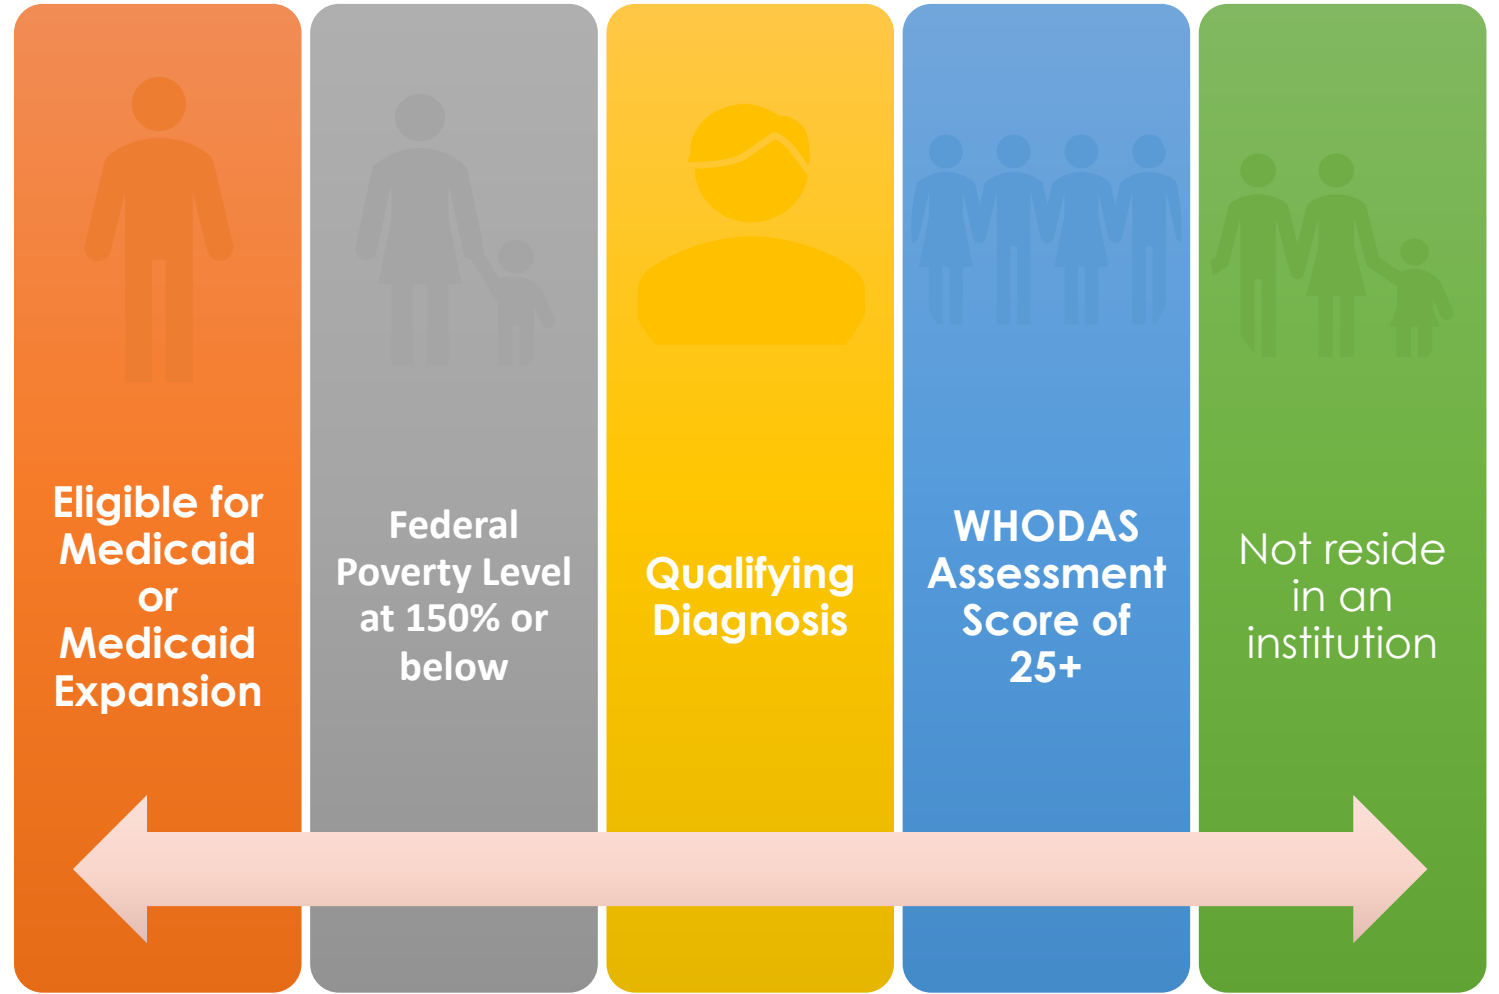 Eligible for
Medicaid
or
Medicaid
Expansion
Federal
Poverty Level
at 150% or
below
Qualifying
Diagnosis
WHODAS
Assessment
Score of
25+
Not reside
in an
institution